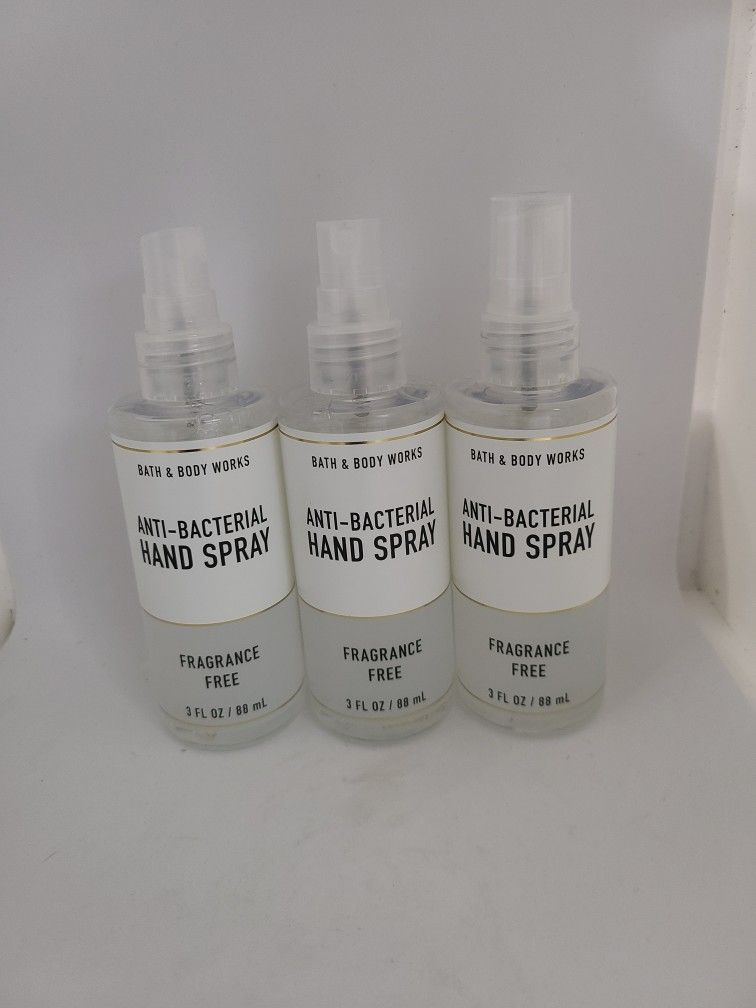 BATH & BODY WORKS
ANTI-BACTERIAL
HAND SPRAY
FRAGRANCE
FREE
3 FL OZ / 88 mL
BATH & BODY WORKS
ANTI-BACTERIAL
HAND SPRAY
FRAGRANCE
FREE
3 FL OZ / 88 mL
BATH & BODY WORKS
ANTI-BACTERIAL
HAND SPRAY
FRAGRANCE
FREE
3 FL OZ / 88 mL